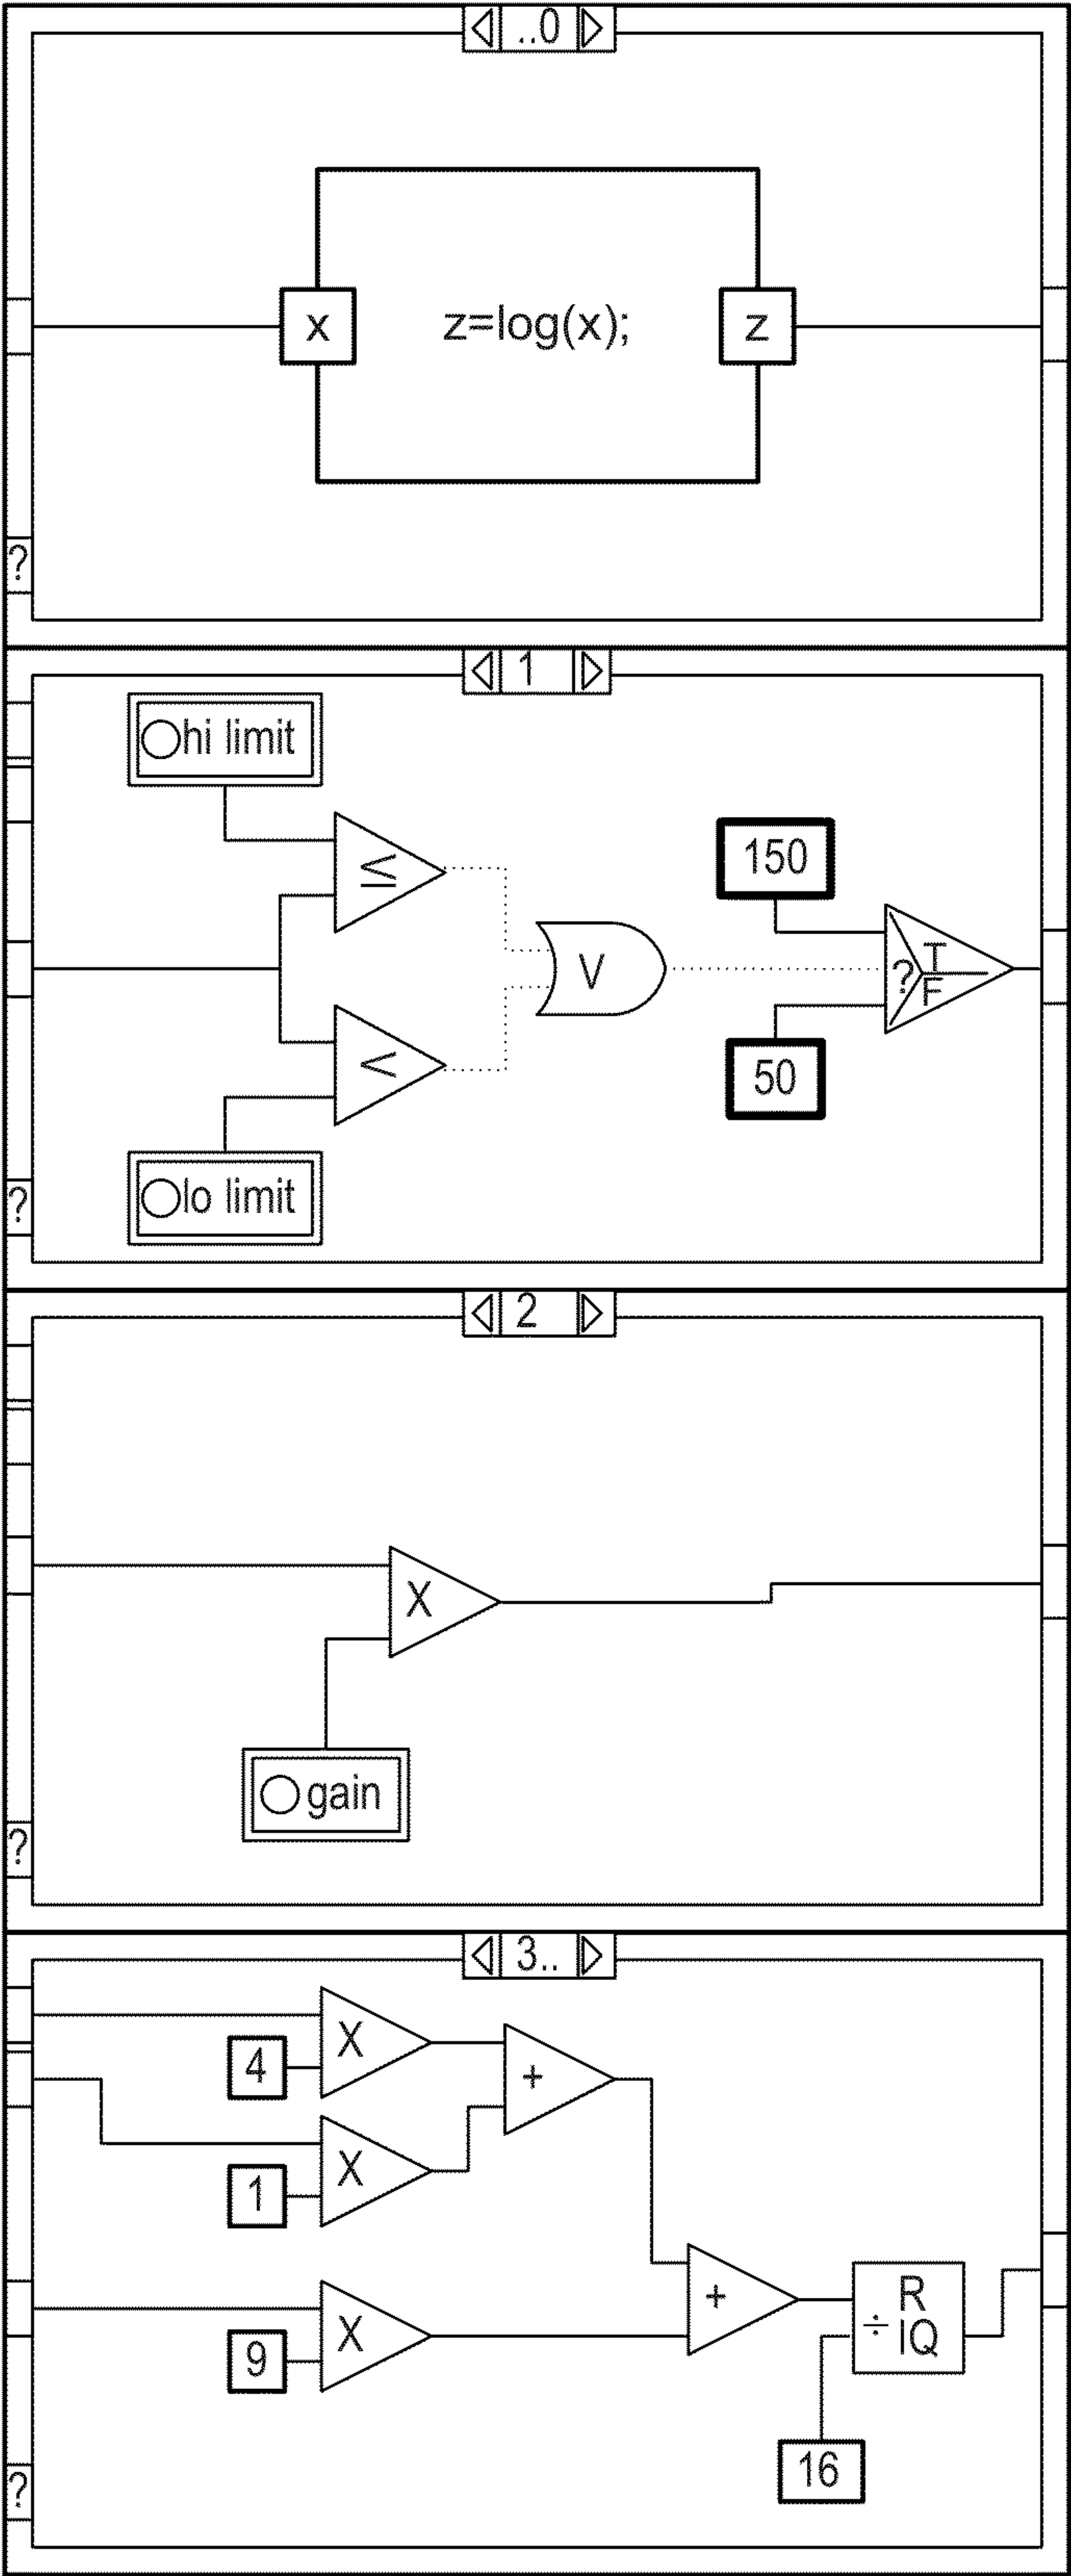 ..0
x
z=log(x);
z
?
1
hi limit
≤
150
V
? T
F
<
50
lo limit
?
2
X
gain
?
3..
X
4
+
X
1
+
R
÷ IQ
X
9
16
?